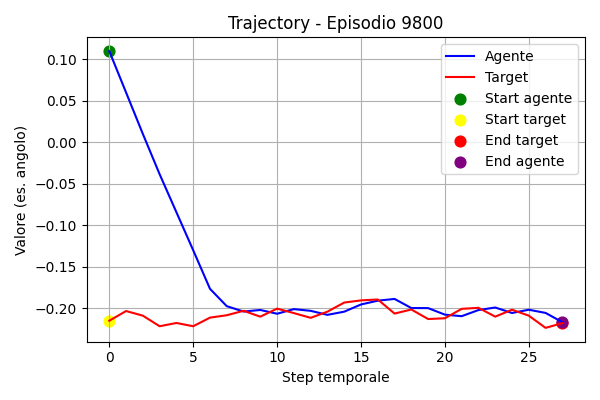 Trajectory - Episodio 9800
Agente
Target
Start agente
Start target
End target
End agente
Valore (es. angolo)
0.10
0.05
0.00
−0.05
−0.10
−0.15
−0.20
0 5 10 15 20 25
Step temporale